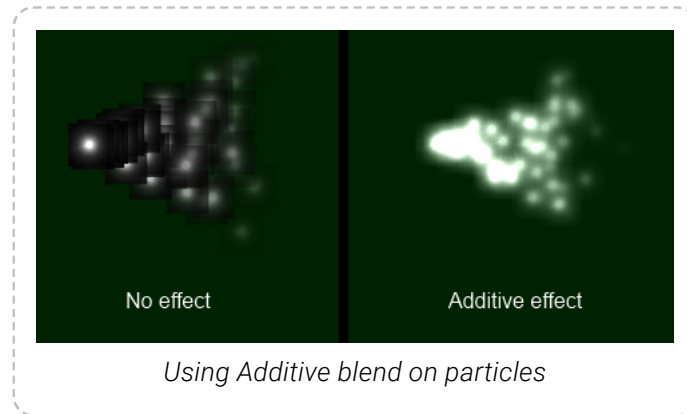 No effect
Additive effect
Using Additive blend on particles